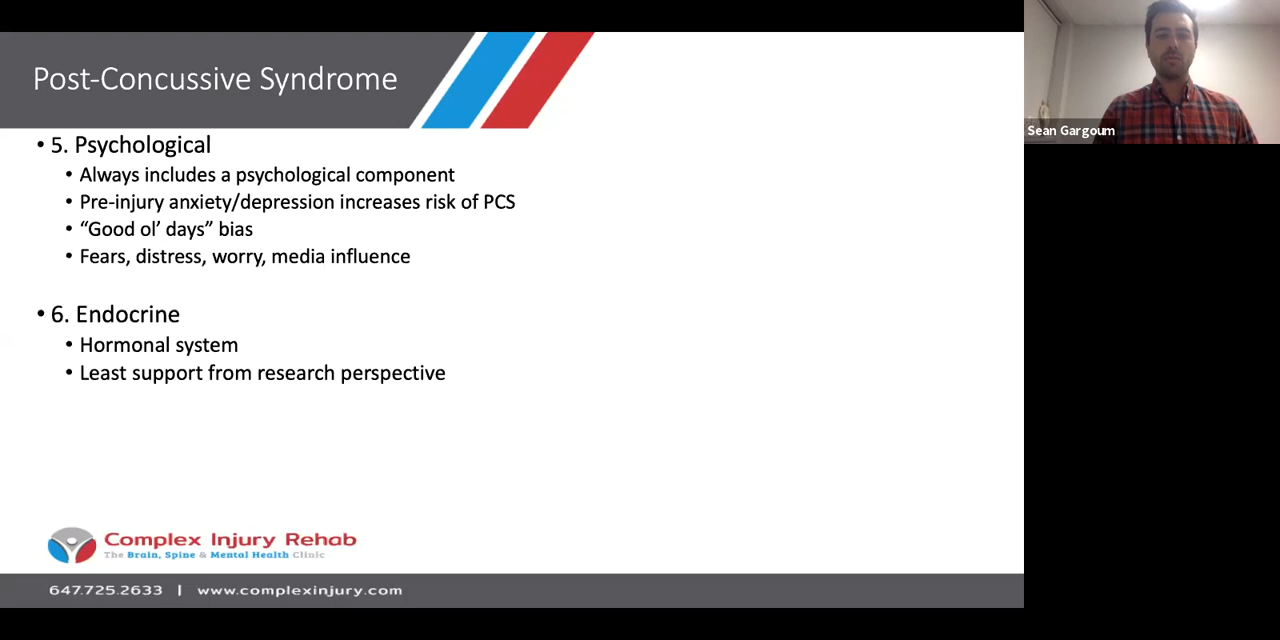 Post-Concussive Syndrome
• 5. Psychological
• Always includes a psychological component
• Pre-injury anxiety/depression increases risk of PCS
• “Good ol’ days” bias
• Fears, distress, worry, media influence
• 6. Endocrine
• Hormonal system
• Least support from research perspective
Complex Injury Rehab
The Brain, Spine & Mental Health Clinic
647.725.2633 | www.complexinjury.com
Sean Gargoum